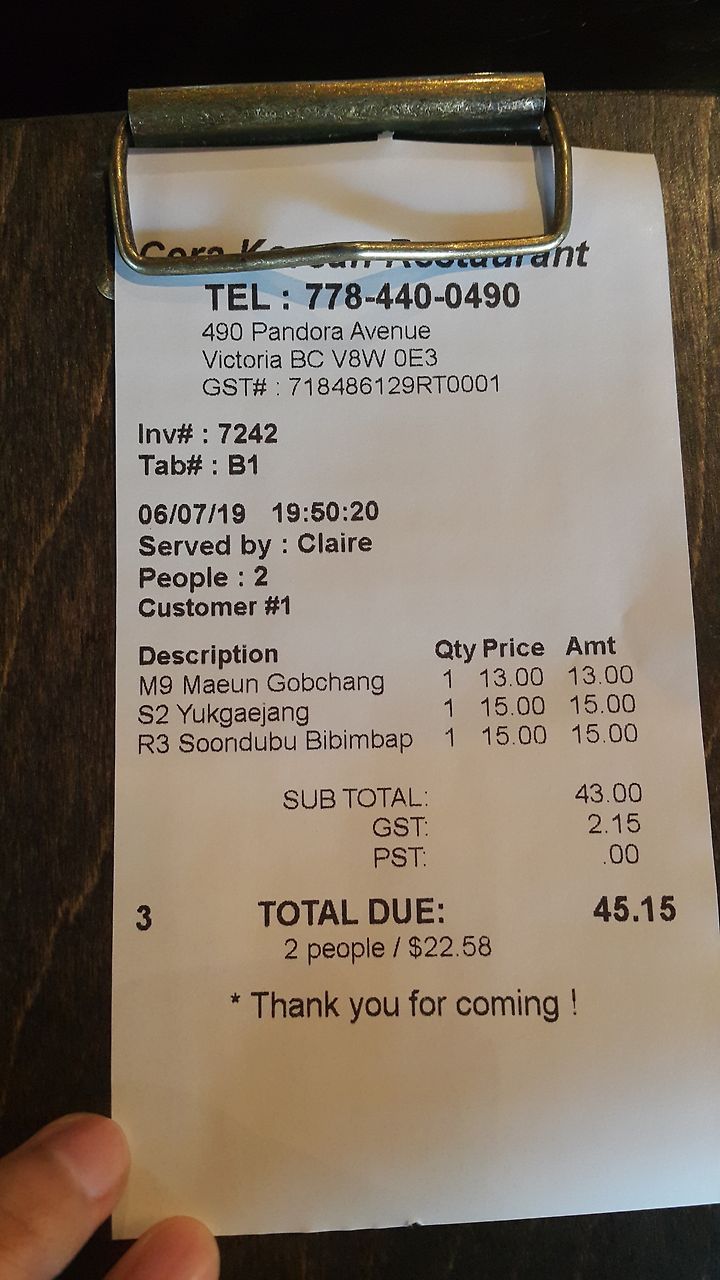 Cora Korean Restaurant
TEL : 778-440-0490
490 Pandora Avenue
Victoria BC V8W 0E3
GST# : 718486129RT0001
Inv# : 7242
Tab# : B1
06/07/19 19:50:20
Served by : Claire
People : 2
Customer #1
Description Qty Price Amt
M9 Maeun Gobchang 1 13.00 13.00
S2 Yukgaejang 1 15.00 15.00
R3 Soondubu Bibimbap 1 15.00 15.00
SUB TOTAL: 43.00
GST: 2.15
PST: .00
3 TOTAL DUE: 45.15
2 people / $22.58
* Thank you for coming !